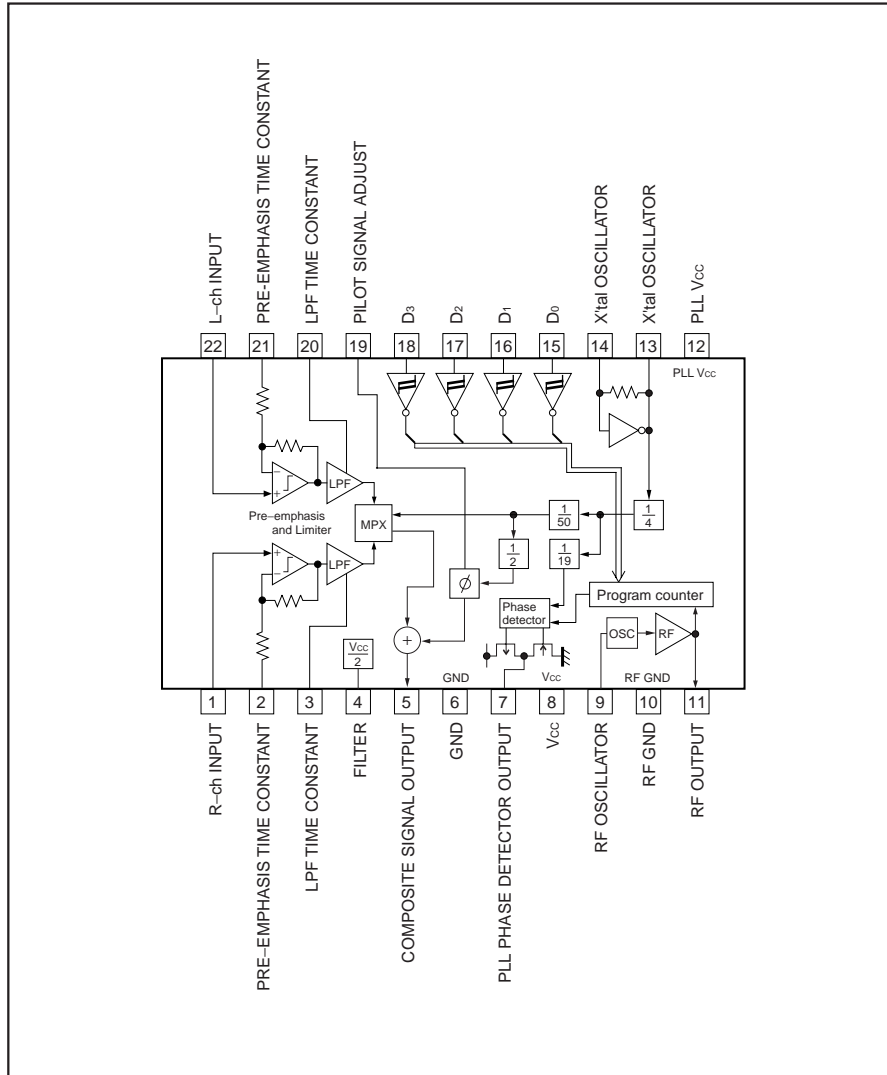 L–ch INPUT
PRE-EMPHASIS TIME CONSTANT
LPF TIME CONSTANT
PILOT SIGNAL ADJUST
D3
D2
D1
D0
X'tal OSCILLATOR
X'tal OSCILLATOR
PLL VCC
22
21
20
19
18
17
16
15
14
13
12
PLL VCC
–
+
LPF
Pre–emphasis
and Limiter
MPX
1
50
1
4
1
2
1
19
+
–
LPF
ϕ
Phase
detector
Program counter
OSC
RF
+
VCC
2
GND
VCC
RF GND
1
2
3
4
5
6
7
8
9
10
11
R–ch INPUT
PRE–EMPHASIS TIME CONSTANT
LPF TIME CONSTANT
FILTER
COMPOSITE SIGNAL OUTPUT
GND
PLL PHASE DETECTOR OUTPUT
VCC
RF OSCILLATOR
RF GND
RF OUTPUT